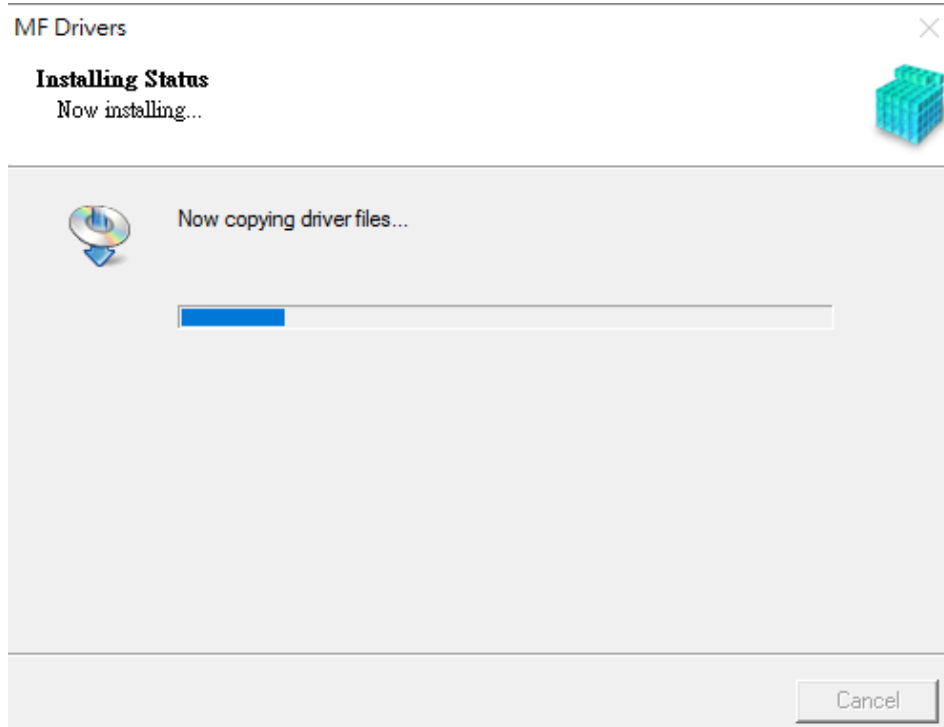 MF Drivers
Installing Status
Now installing...
Now copying driver files...
Cancel